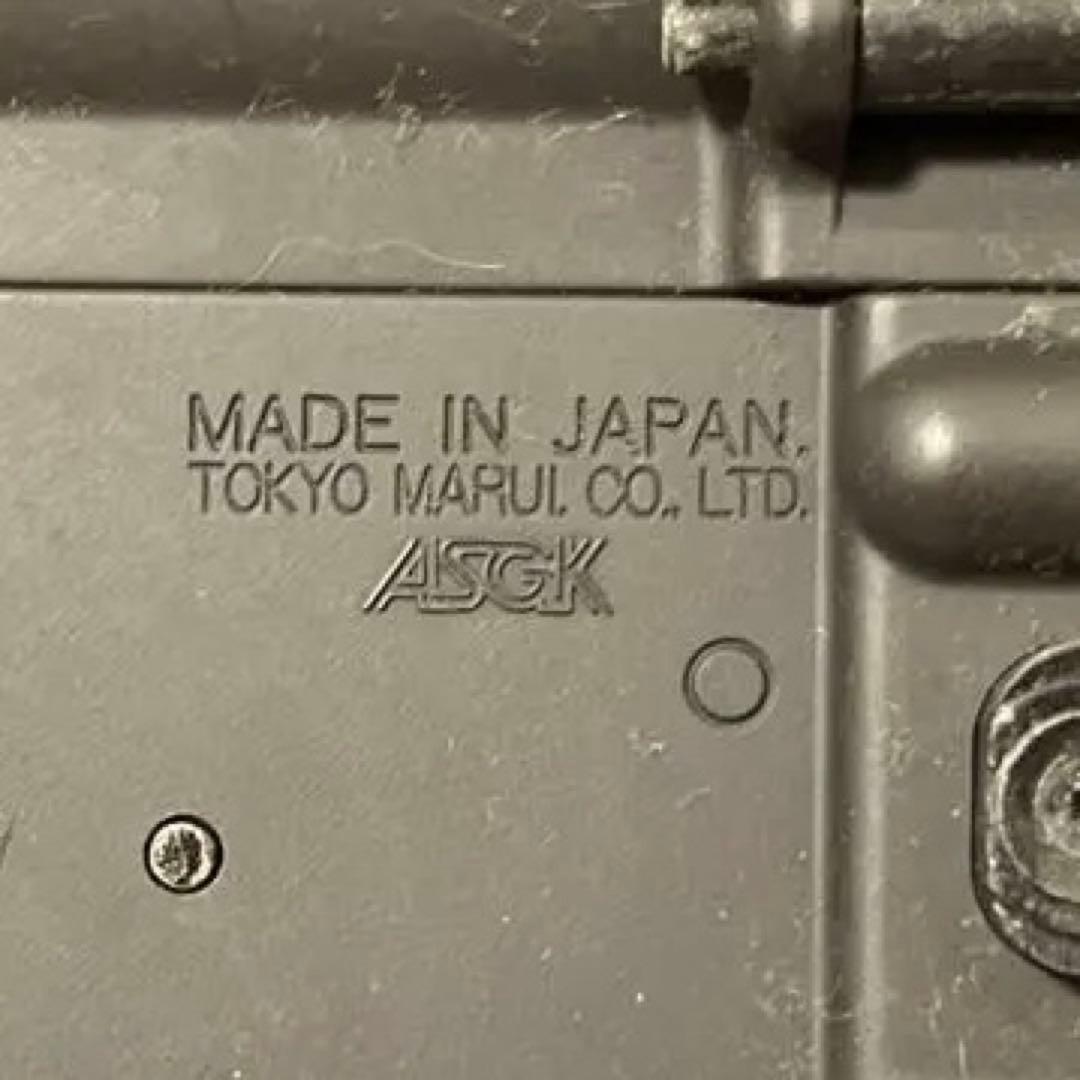 MADE IN JAPAN.
TOKYO MARUI. CO., LTD.
ASGK